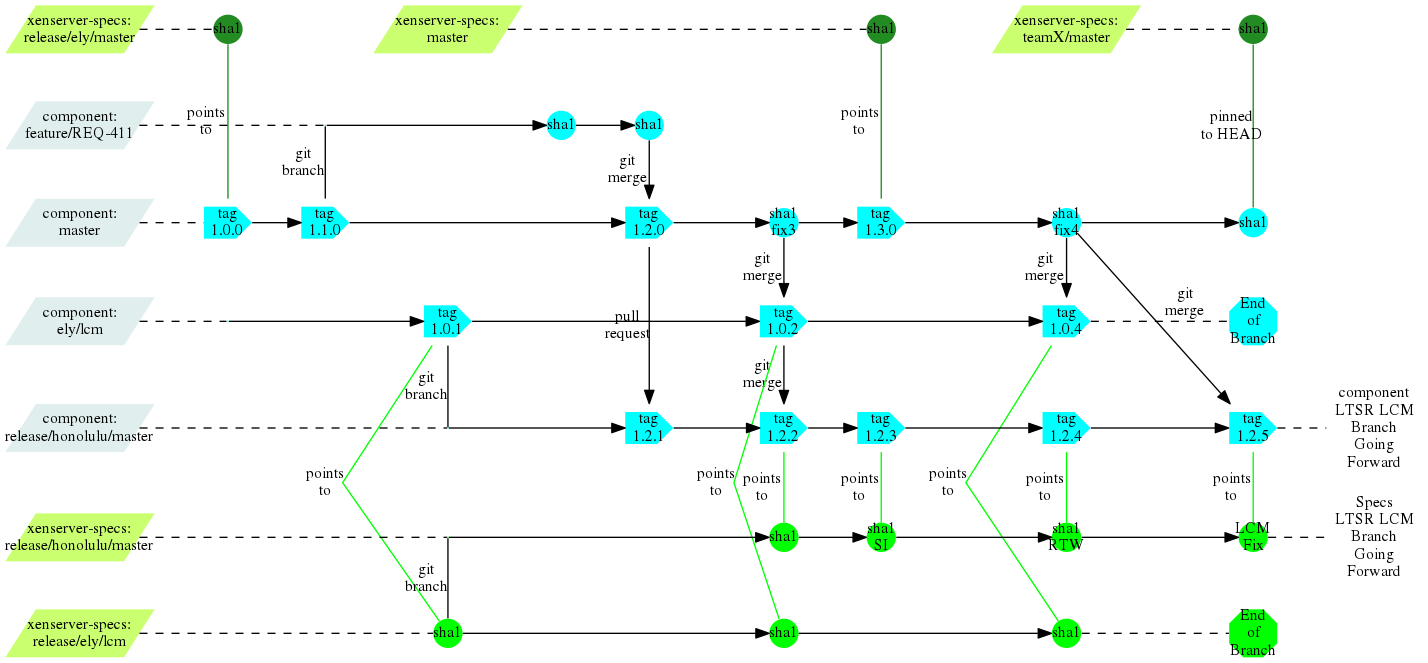 xenserver-specs:
release/ely/master
sha1
xenserver-specs:
master
sha1
xenserver-specs:
teamX/master
sha1
points
to
points
to
pinned
to HEAD
component:
feature/REQ-411
sha1
sha1
git
branch
git
merge
component:
master
tag
1.0.0
tag
1.1.0
tag
1.2.0
sha1
fix3
tag
1.3.0
sha1
fix4
sha1
git
merge
git
merge
git
merge
pull
request
component:
ely/lcm
tag
1.0.1
tag
1.0.2
tag
1.0.4
End
of
Branch
git
branch
git
merge
component:
release/honolulu/master
tag
1.2.1
tag
1.2.2
tag
1.2.3
tag
1.2.4
tag
1.2.5
component
LTSR LCM
Branch
Going
Forward
points
to
points
to
points
to
points
to
points
to
points
to
points
to
xenserver-specs:
release/honolulu/master
sha1
sha1
SI
sha1
RTW
LCM
Fix
Specs
LTSR LCM
Branch
Going
Forward
git
branch
xenserver-specs:
release/ely/lcm
sha1
sha1
sha1
End
of
Branch